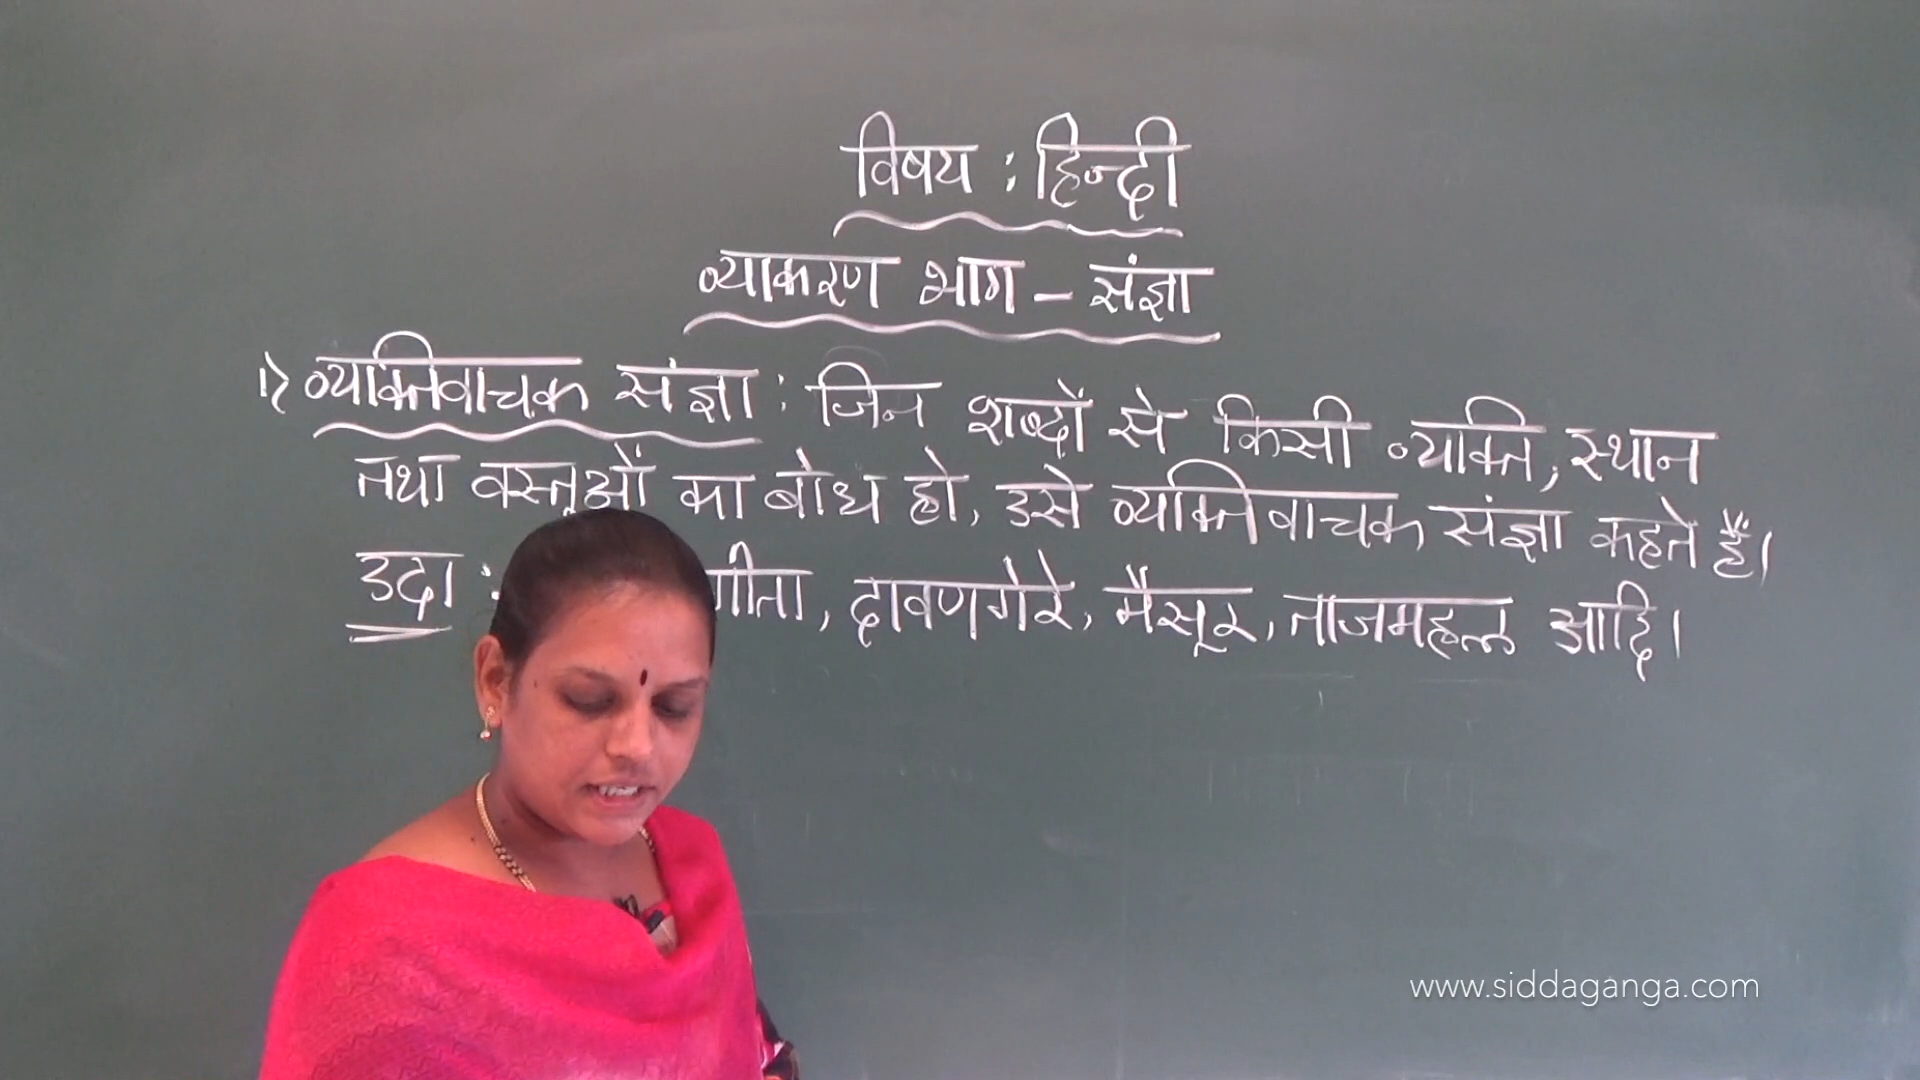 विषय : हिन्दी
व्याकरण भाग – संज्ञा
1) व्यक्तिवाचक संज्ञा : जिन शब्दों से किसी व्यक्ति, स्थान
तथा वस्तूओं का बोध हो, उसे व्यक्तिवाचक संज्ञा कहते हैं।
उदा : गीता, दावणगेरे, मैसूर, ताजमहल आदि।
www.siddaganga.com